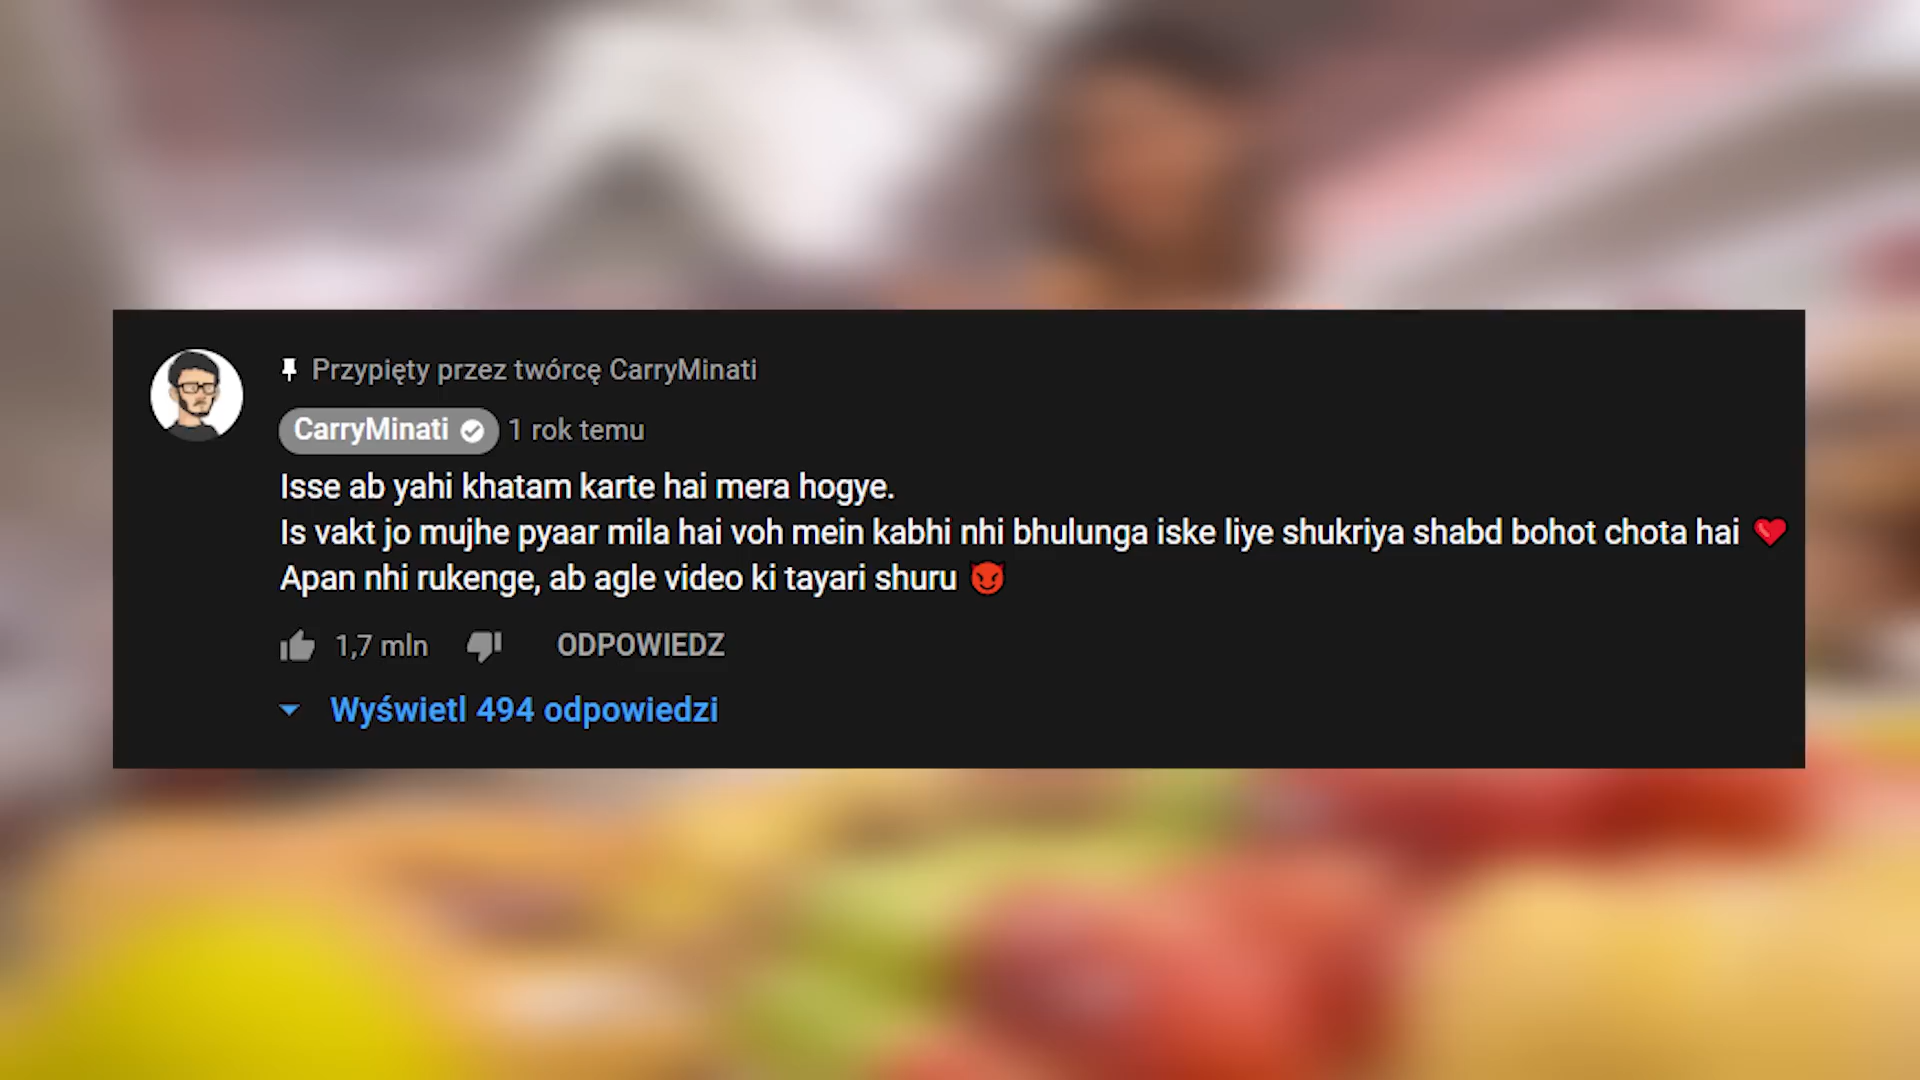 Przypięty przez twórcę CarryMinati
CarryMinati 1 rok temu
Isse ab yahi khatam karte hai mera hogye.
Is vakt jo mujhe pyaar mila hai voh mein kabhi nhi bhulunga iske liye shukriya shabd bohot chota hai ❤️
Apan nhi rukenge, ab agle video ki tayari shuru 😈
1,7 mln ODPOWIEDZ
Wyświetl 494 odpowiedzi